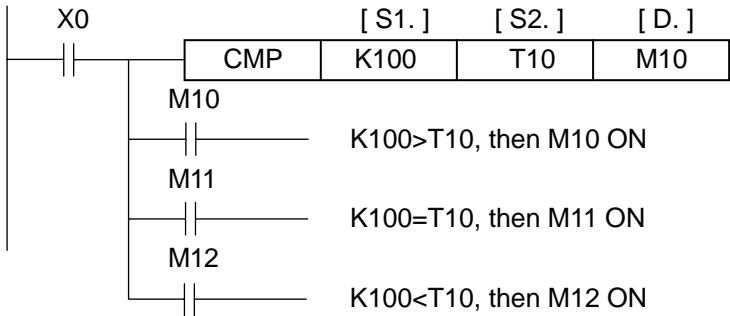 X0 [ S1. ] [ S2. ] [ D. ]
CMP K100 T10 M10
M10
K100>T10, then M10 ON
M11
K100=T10, then M11 ON
M12
K100<T10, then M12 ON